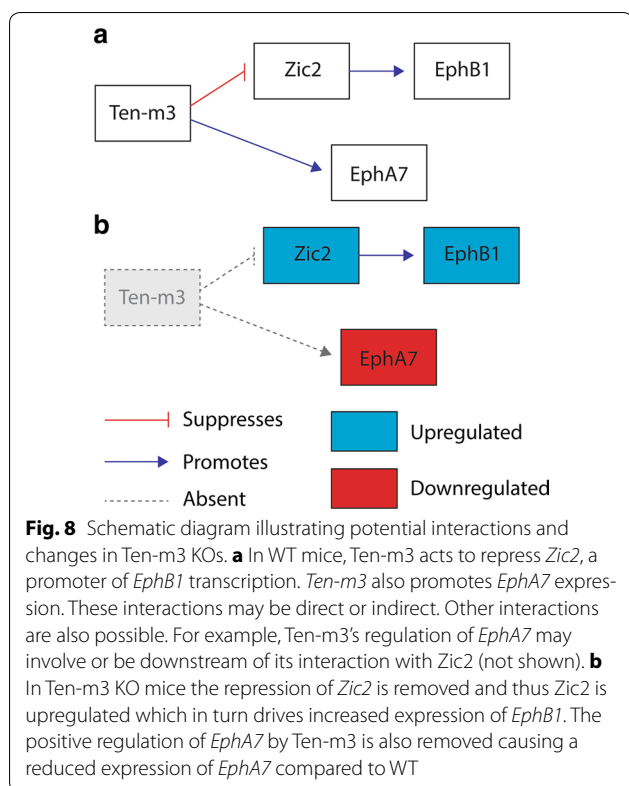 a
Zic2
EphB1
Ten-m3
EphA7
b
Zic2
EphB1
Ten-m3
EphA7
Suppresses
Promotes
Absent
Upregulated
Downregulated
Fig. 8 Schematic diagram illustrating potential interactions and
changes in Ten-m3 KOs. a In WT mice, Ten-m3 acts to repress Zic2, a
promoter of EphB1 transcription. Ten-m3 also promotes EphA7 expres-
sion. These interactions may be direct or indirect. Other interactions
are also possible. For example, Ten-m3's regulation of EphA7 may
involve or be downstream of its interaction with Zic2 (not shown). b
In Ten-m3 KO mice the repression of Zic2 is removed and thus Zic2 is
upregulated which in turn drives increased expression of EphB1. The
positive regulation of EphA7 by Ten-m3 is also removed causing a
reduced expression of EphA7 compared to WT